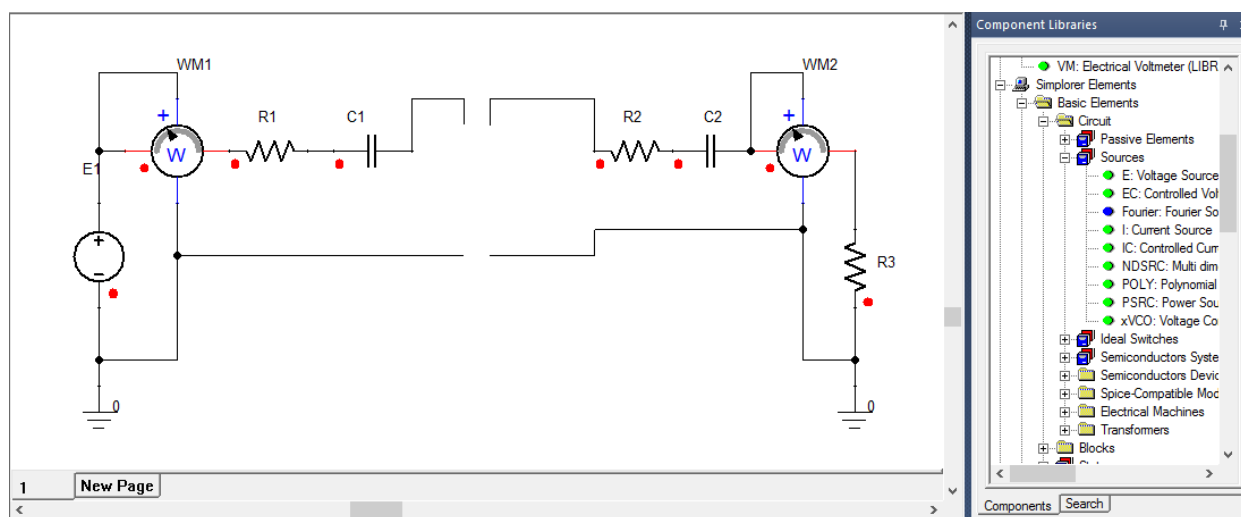 WM1
WM2
R1
C1
R2
C2
+
W
+
W
E1
+
−
R3
0
0
1
New Page
Component Libraries
VM: Electrical Voltmeter (LIBR
Simplorer Elements
Basic Elements
Circuit
Passive Elements
Sources
E: Voltage Source
EC: Controlled Vol
Fourier: Fourier So
I: Current Source
IC: Controlled Curr
NDSRC: Multi dim
POLY: Polynomial
PSRC: Power Sou
xVCO: Voltage Co
Ideal Switches
Semiconductors Syste
Semiconductors Devic
Spice-Compatible Mod
Electrical Machines
Transformers
Blocks
Components
Search